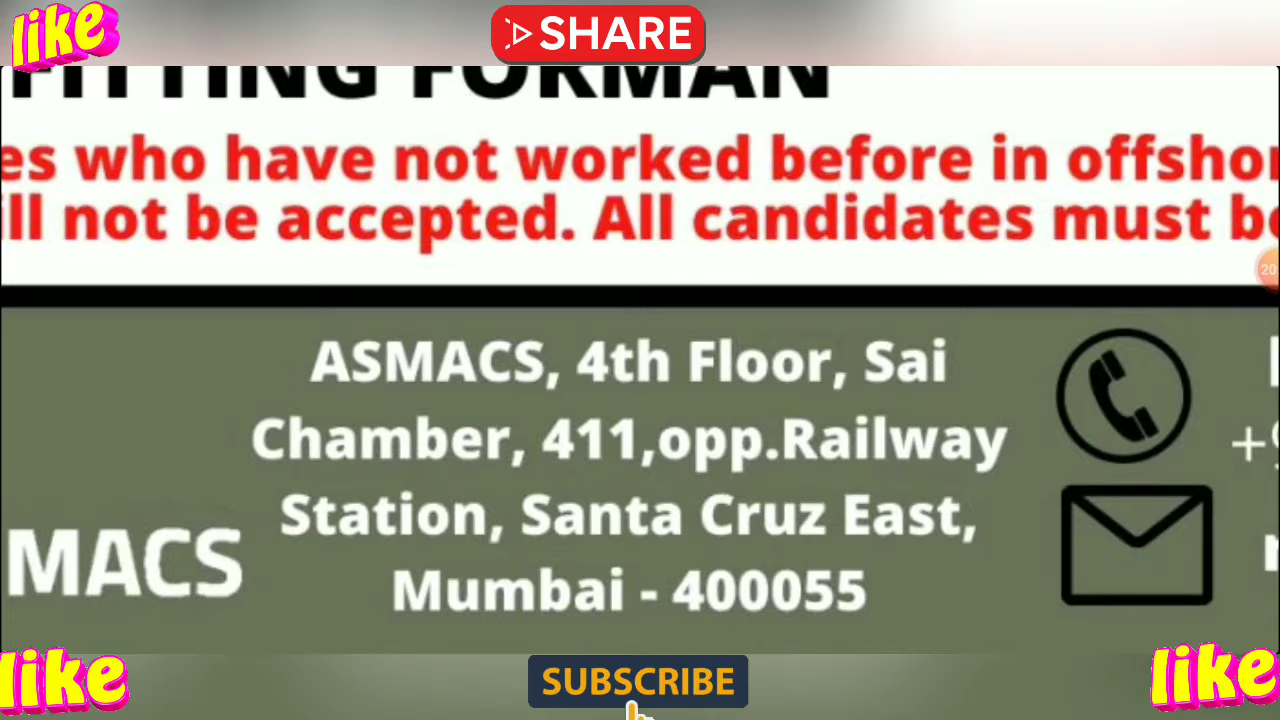 like
SHARE
FITTING FORMAN
es who have not worked before in offshor
ill not be accepted. All candidates must be
20
ASMACS, 4th Floor, Sai
Chamber, 411,opp.Railway
Station, Santa Cruz East,
Mumbai - 400055
MACS
like
SUBSCRIBE
like